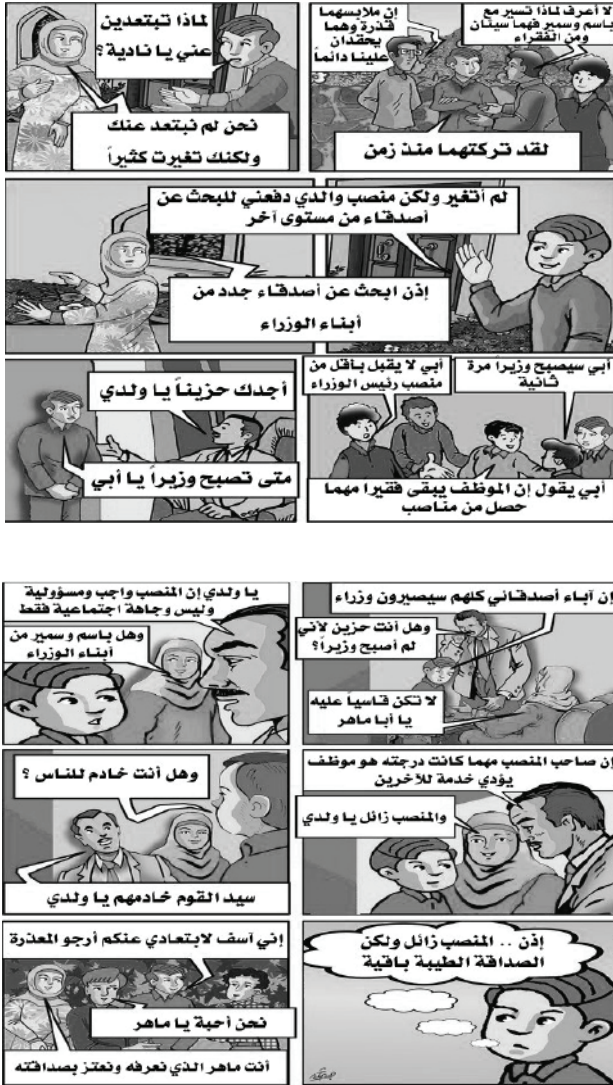 لا أعرف لماذا تسير مع
باسم وسمير فهما سيئان
ومن الفقراء
إن ملابسهما
قذرة وهما
يحقدان
علينا دائماً
لقد تركتهما منذ زمن
لماذا تبتعدين
عني يا نادية ؟
نحن لم نبتعد عنك
ولكنك تغيرت كثيراً
لم أتغير ولكن منصب والدي دفعني للبحث عن
أصدقاء من مستوى آخر
إذن ابحث عن أصدقاء جدد من
أبناء الوزراء
أبي سيصبح وزيراً مرة
ثانية
أبي لا يقبل بأقل من
منصب رئيس الوزراء
أبي يقول إن الموظف يبقى فقيرا مهما
حصل من مناصب
أجدك حزيناً يا ولدي
متى تصبح وزيراً يا أبي
إن آباء أصدقائي كلهم سيصيرون وزراء
وهل أنت حزين لأني
لم أصبح وزيراً؟
لا تكن قاسياً عليه
يا أبا ماهر
يا ولدي إن المنصب واجب ومسؤولية
وليس وجاهة اجتماعية فقط
وهل باسم و سمير من
أبناء الوزراء
إن صاحب المنصب مهما كانت درجته هو موظف
يؤدي خدمة للآخرين
والمنصب زائل يا ولدي
وهل أنت خادم للناس ؟
سيد القوم خادمهم يا ولدي
إذن .. المنصب زائل ولكن
الصداقة الطيبة باقية
إني آسف لابتعادي عنكم أرجو المعذرة
نحن أحبة يا ماهر
أنت ماهر الذي نعرفه ونعتز بصداقته